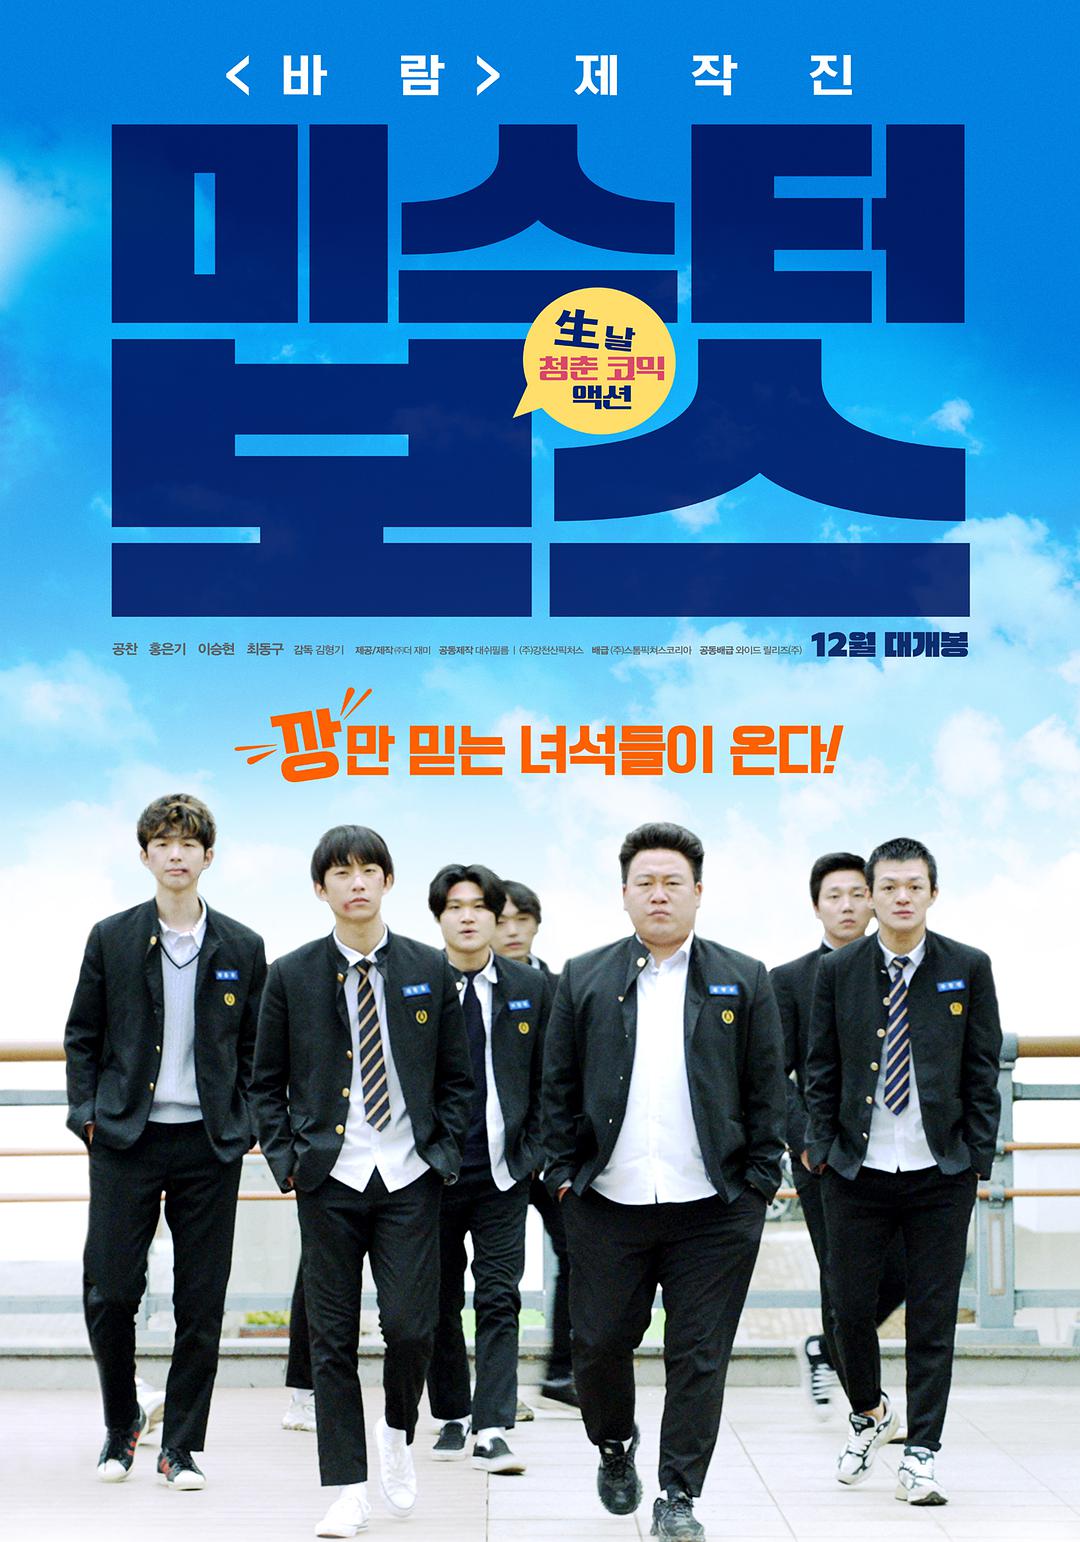 <바람> 제작진
미스터
보스
生날
청춘 코믹
액션
공찬 홍은기 이승현 최동구 감독 김형기 제공/제작 ㈜더 재미 공동제작 대쉬필름 | (주)강천산픽처스 배급 (주)스톰픽쳐스코리아 공동배급 와이드 릴리즈(주) 12월 대개봉
깡만 믿는 녀석들이 온다!